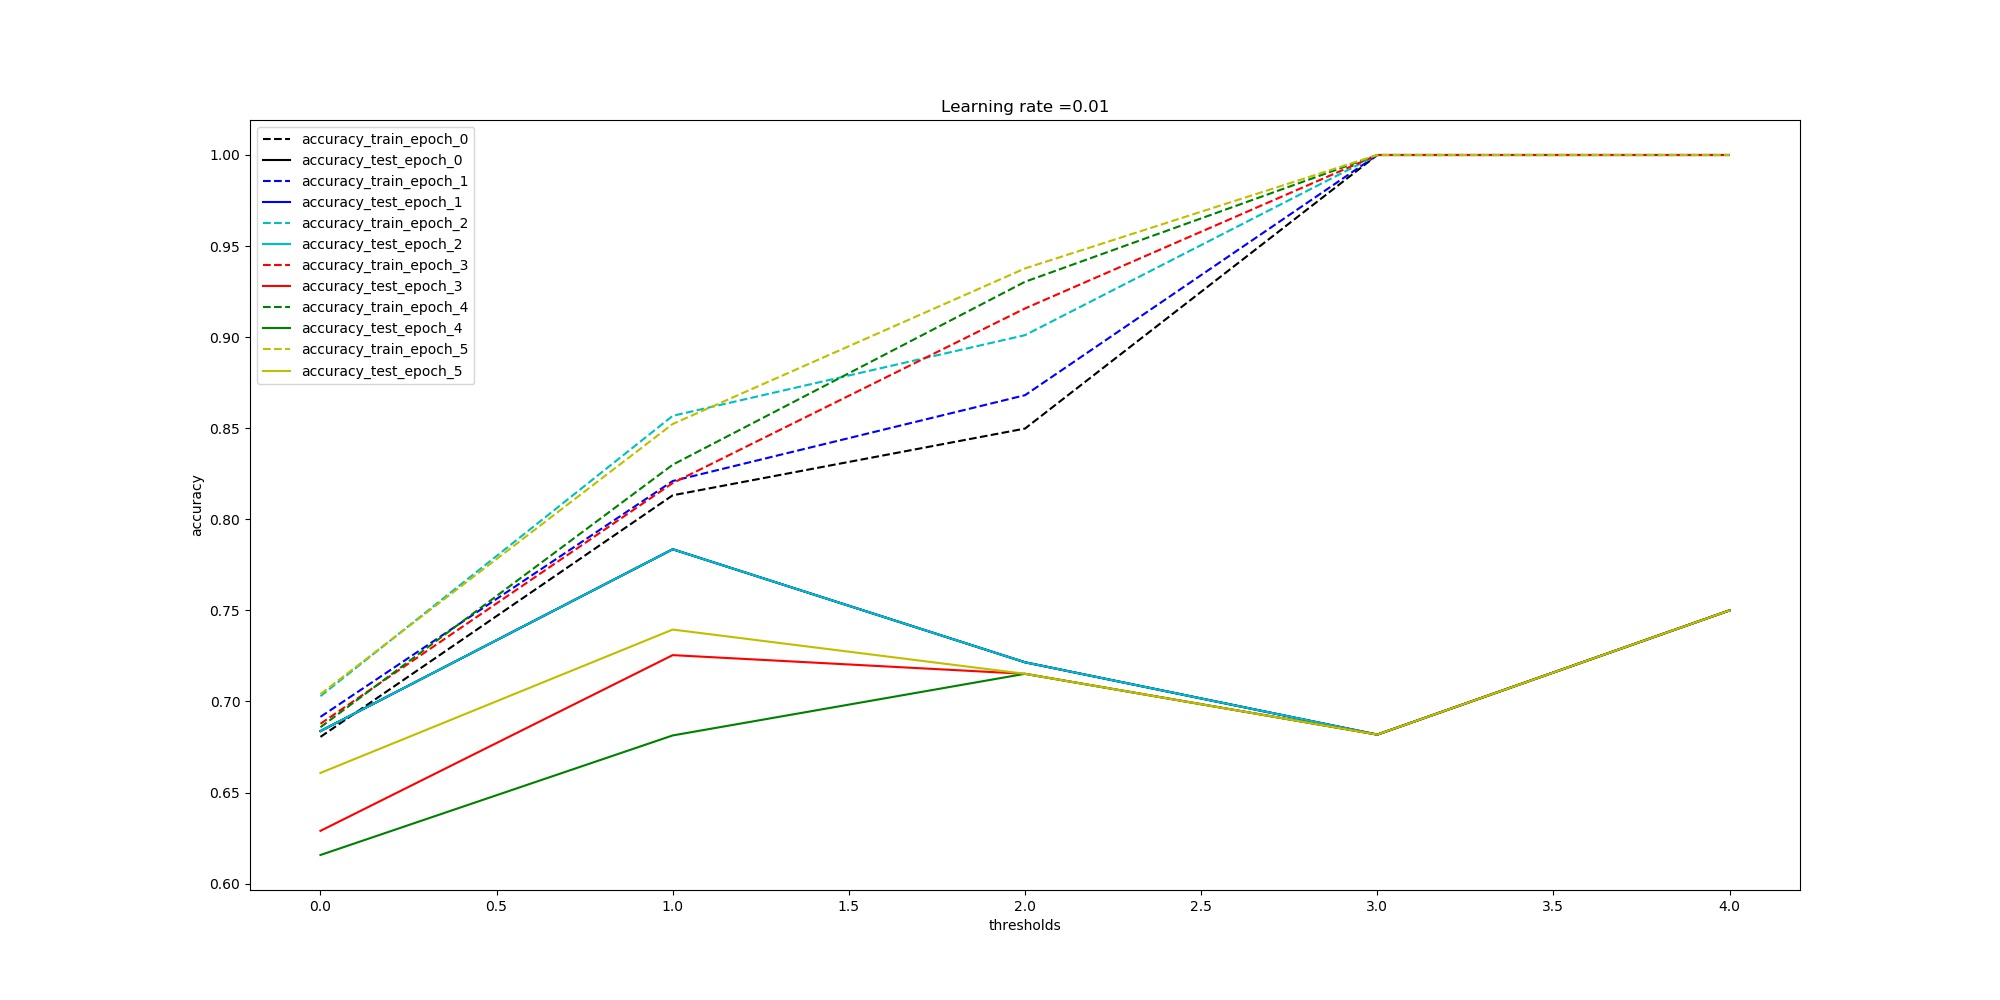 Learning rate =0.01
accuracy_train_epoch_0
accuracy_test_epoch_0
accuracy_train_epoch_1
accuracy_test_epoch_1
accuracy_train_epoch_2
accuracy_test_epoch_2
accuracy_train_epoch_3
accuracy_test_epoch_3
accuracy_train_epoch_4
accuracy_test_epoch_4
accuracy_train_epoch_5
accuracy_test_epoch_5
1.00
0.95
0.90
0.85
0.80
0.75
0.70
0.65
0.60
accuracy
0.0 0.5 1.0 1.5 2.0 2.5 3.0 3.5 4.0
thresholds